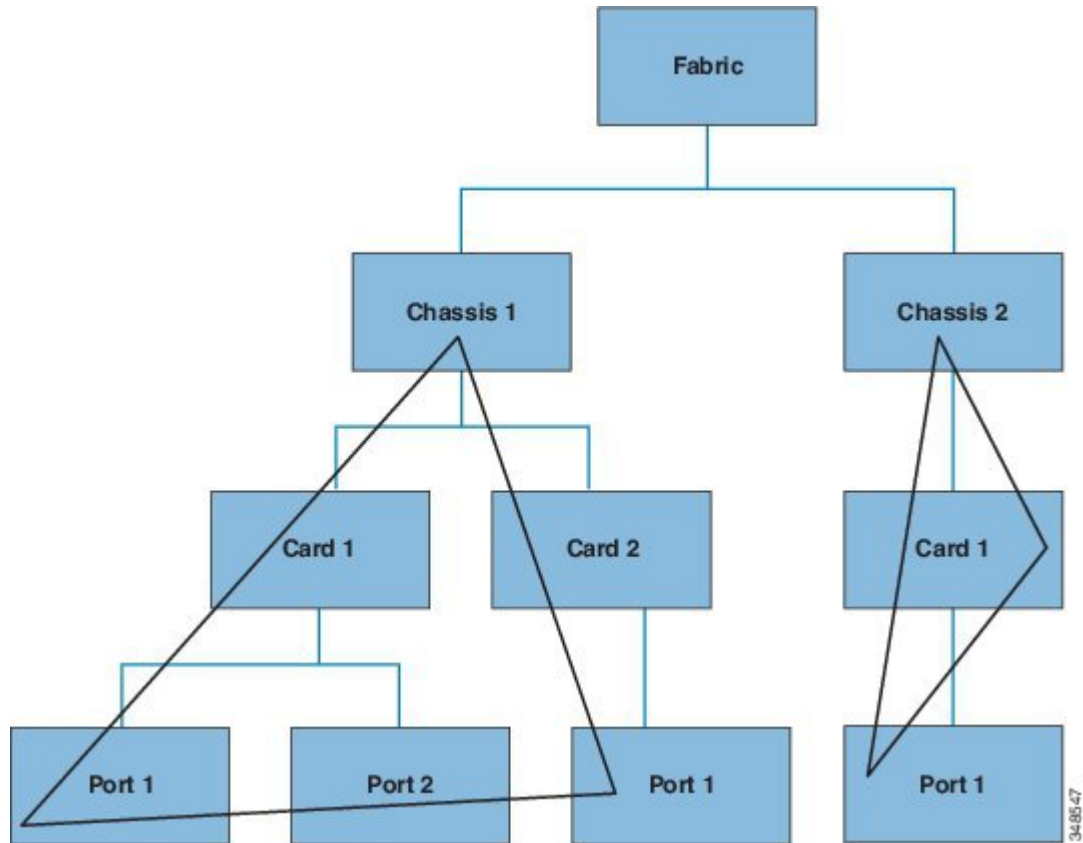 Fabric
Chassis 1
Chassis 2
Card 1
Card 2
Card 1
Port 1
Port 2
Port 1
Port 1
348547